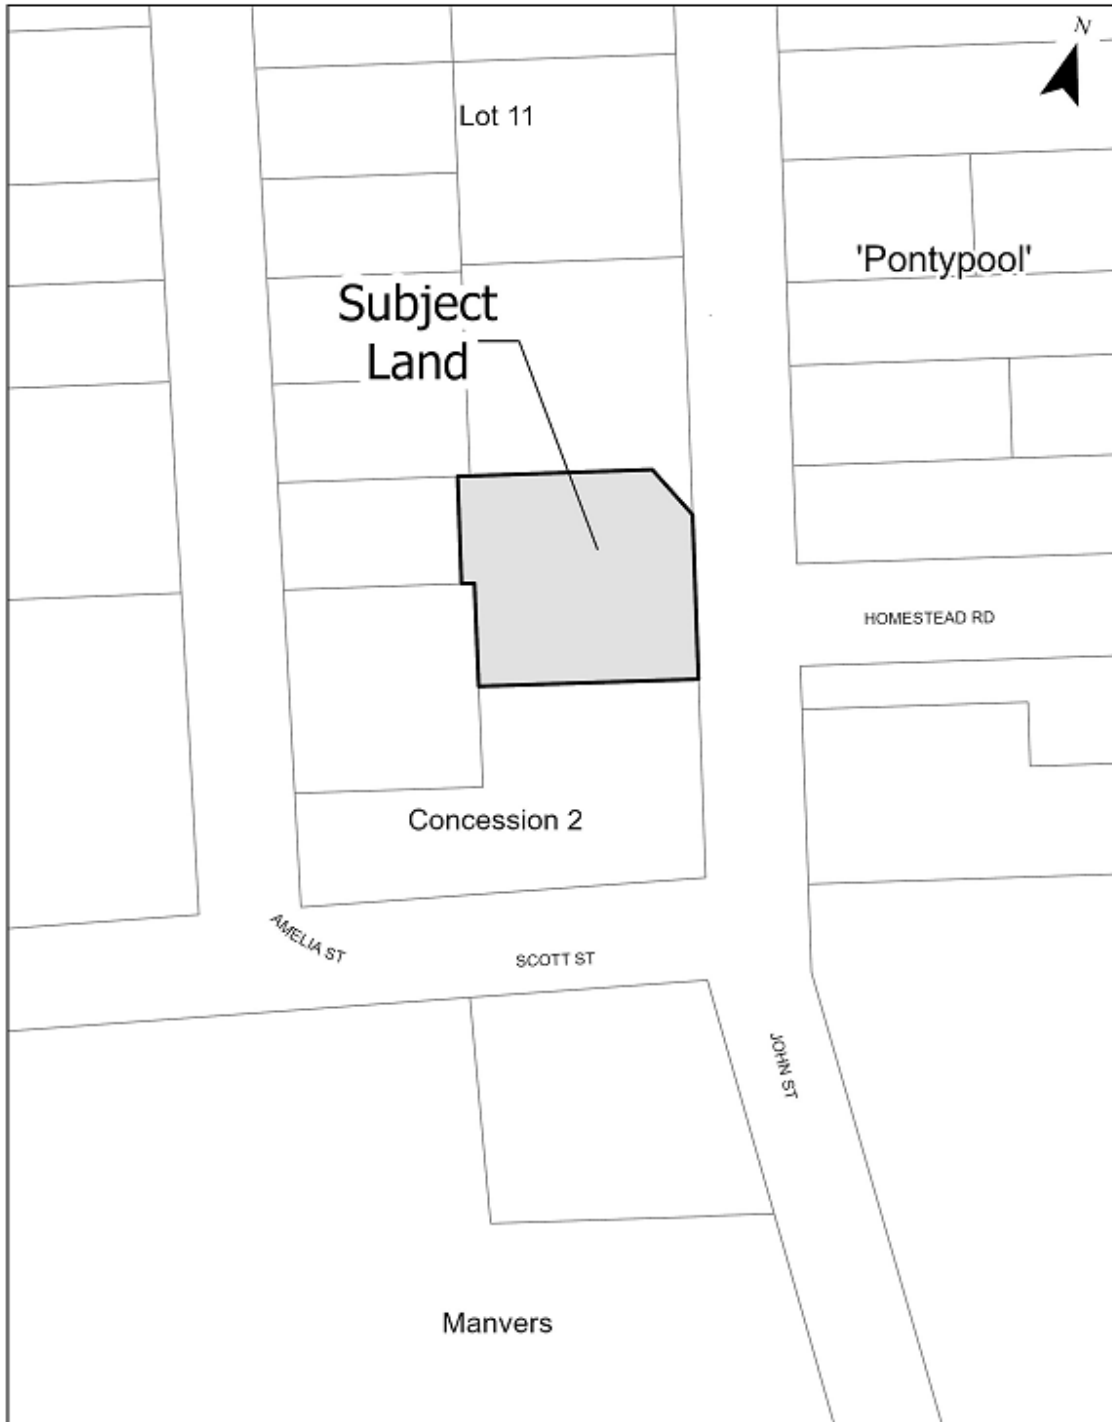 N
Lot 11
'Pontypool'
Subject
Land
HOMESTEAD RD
Concession 2
AMELIA ST
SCOTT ST
JOHN ST
Manvers